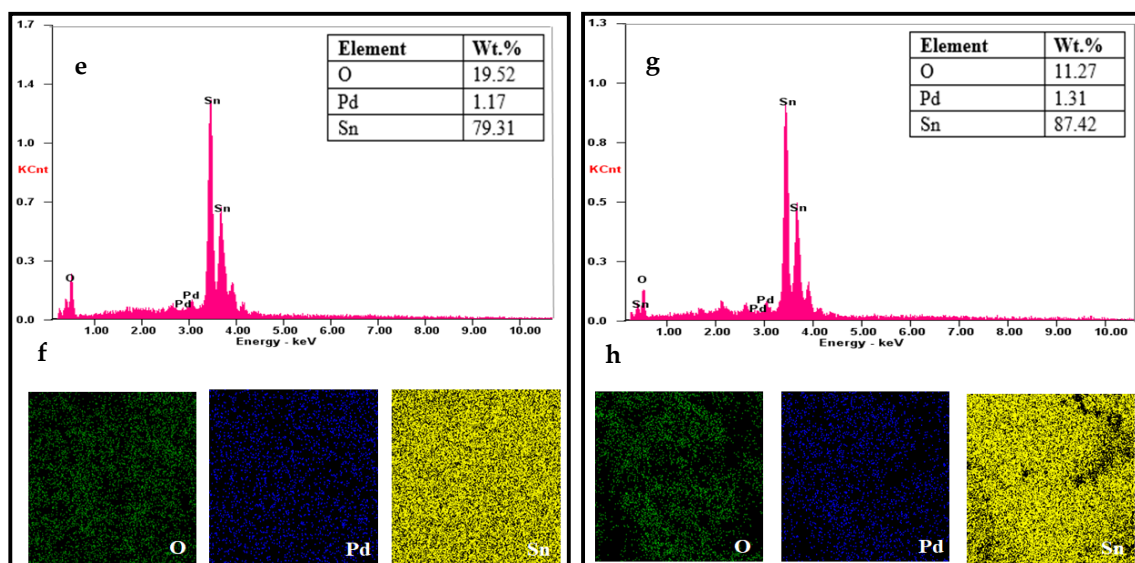 e
1.7
1.4
1.0
KCnt
0.7
0.3
0.0
Element Wt.%
O 19.52
Pd 1.17
Sn 79.31
Sn
Sn
O
Pd
Pd
1.00 2.00 3.00 4.00 5.00 6.00 7.00 8.00 9.00 10.00
Energy - keV
f
O
Pd
Sn
g
1.3
1.0
0.8
KCnt
0.5
0.3
0.0
Element Wt.%
O 11.27
Pd 1.31
Sn 87.42
Sn
Sn
O
Sn
Pd
Pd
1.00 2.00 3.00 4.00 5.00 6.00 7.00 8.00 9.00 10.00
Energy - keV
h
O
Pd
Sn